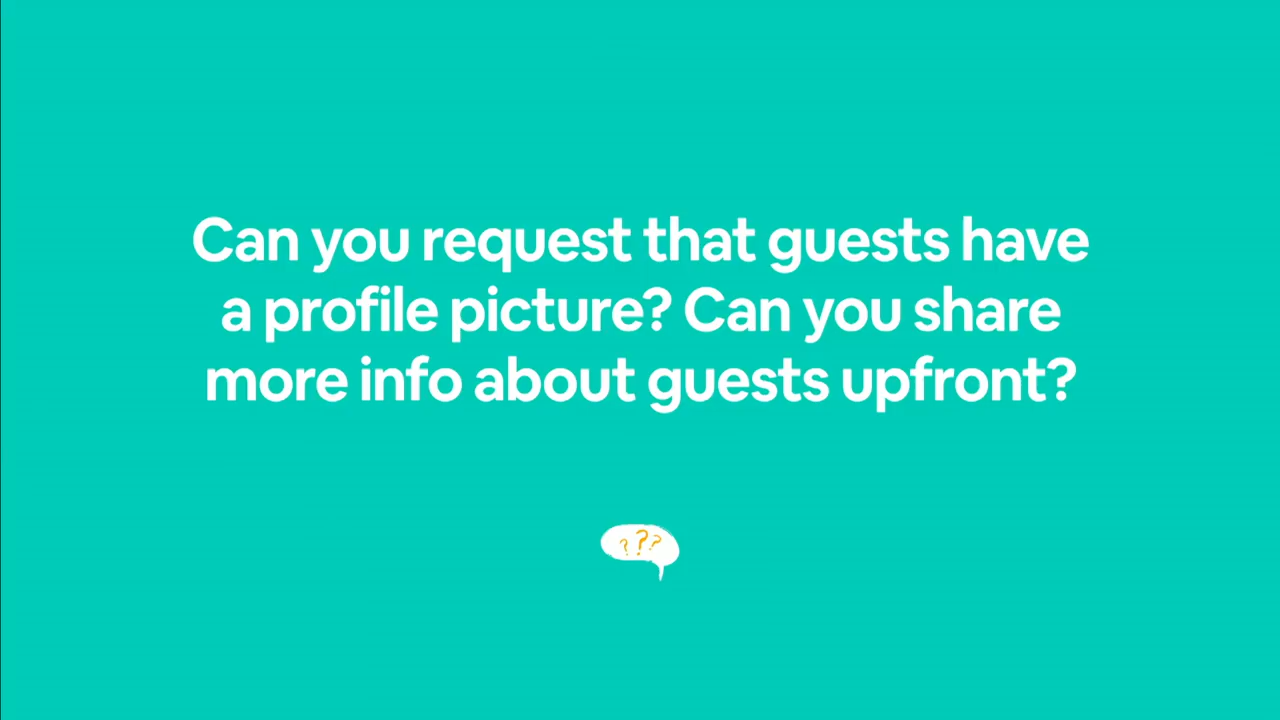 Can you request that guests have
a profile picture? Can you share
more info about guests upfront?
???